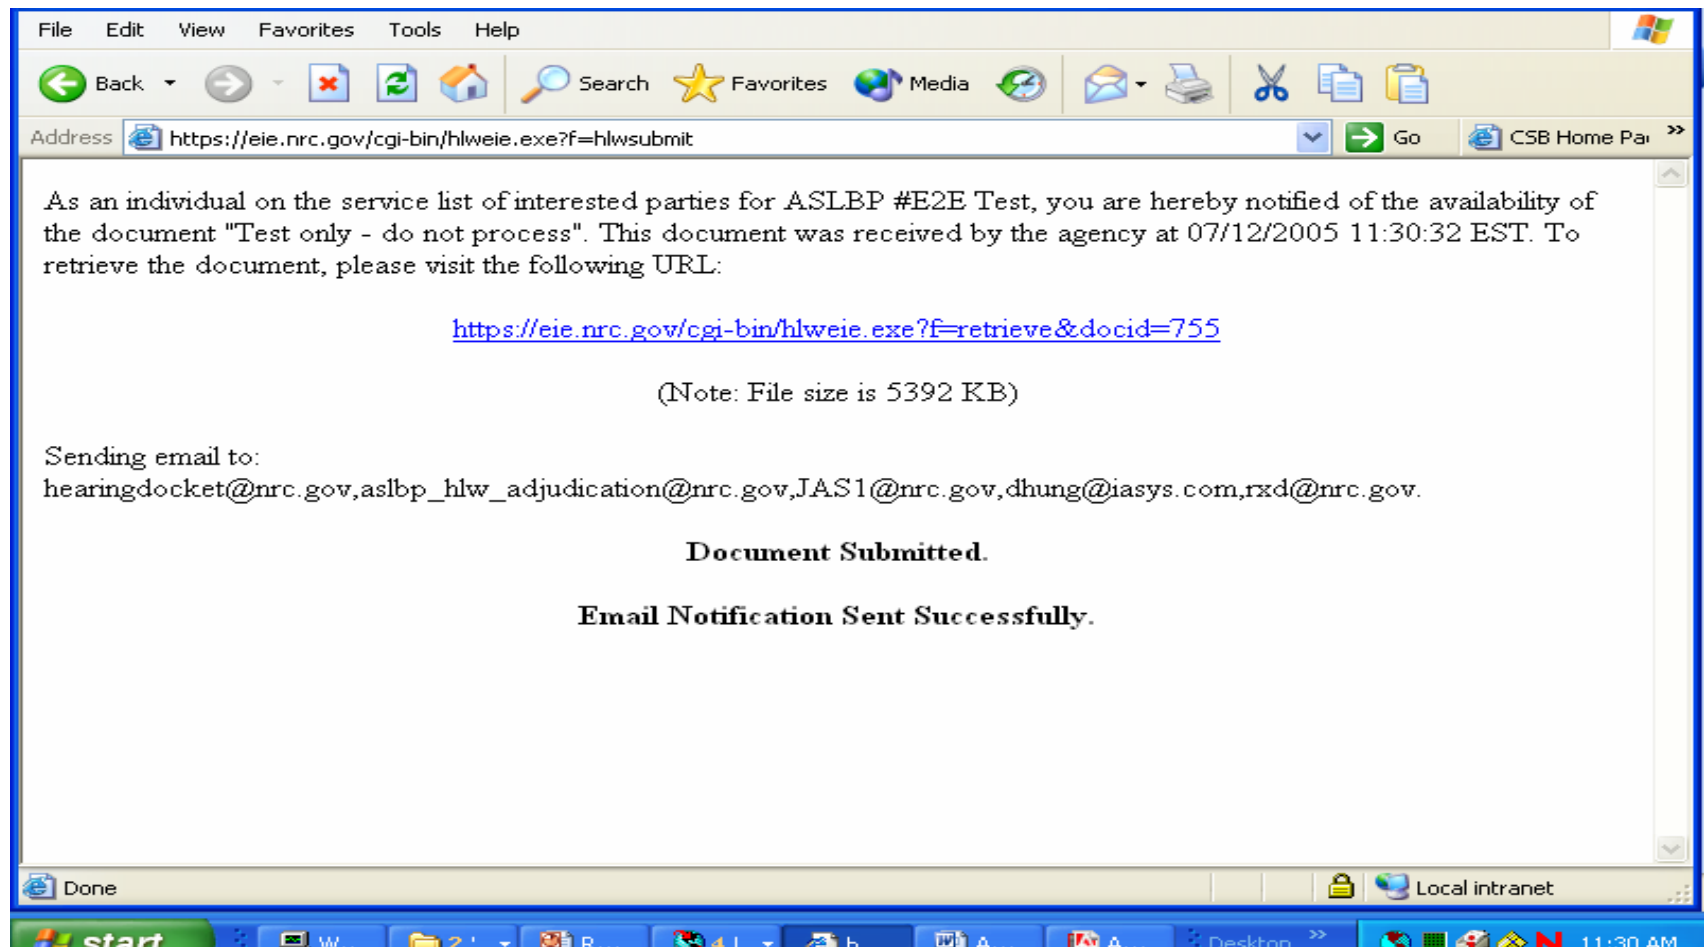 File Edit View Favorites Tools Help
Back Search Favorites Media
Address https://eie.nrc.gov/cgi-bin/hlweie.exe?f=hlwsubmit Go CSB Home Pa
As an individual on the service list of interested parties for ASLBP #E2E Test, you are hereby notified of the availability of
the document "Test only - do not process". This document was received by the agency at 07/12/2005 11:30:32 EST. To
retrieve the document, please visit the following URL:
https://eie.nrc.gov/cgi-bin/hlweie.exe?f=retrieve&docid=755
(Note: File size is 5392 KB)
Sending email to:
hearingdocket@nrc.gov,aslbp_hlw_adjudication@nrc.gov,JAS1@nrc.gov,dhung@iasys.com,rxd@nrc.gov.
Document Submitted.
Email Notification Sent Successfully.
Done Local intranet
start Desktop 11:30 AM